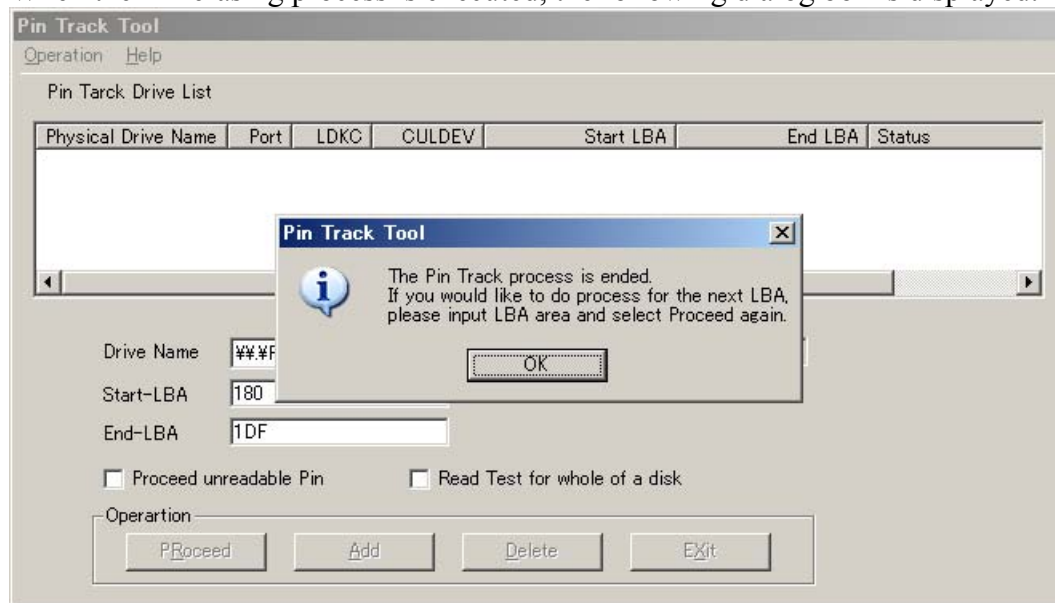 Pin Track Tool
Operation Help
Pin Tarck Drive List
Physical Drive Name Port LDKC CULDEV Start LBA End LBA Status
Pin Track Tool
The Pin Track process is ended.
If you would like to do process for the next LBA,
please input LBA area and select Proceed again.
OK
Drive Name ¥¥.¥P
Start-LBA 180
End-LBA 1DF
Proceed unreadable Pin Read Test for whole of a disk
Operartion
PRoceed Add Delete EXit